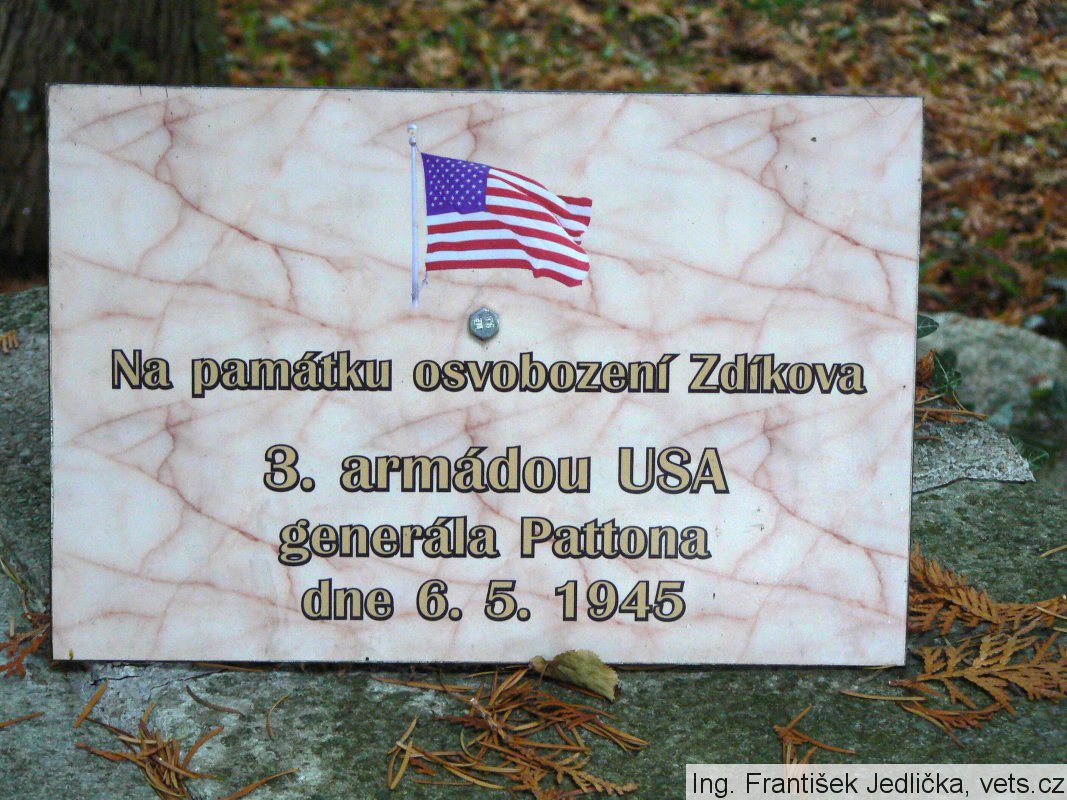 Na památku osvobození Zdíkova
3. armádou USA
generála Pattona
dne 6. 5. 1945
Ing. František Jedlička, vets.cz